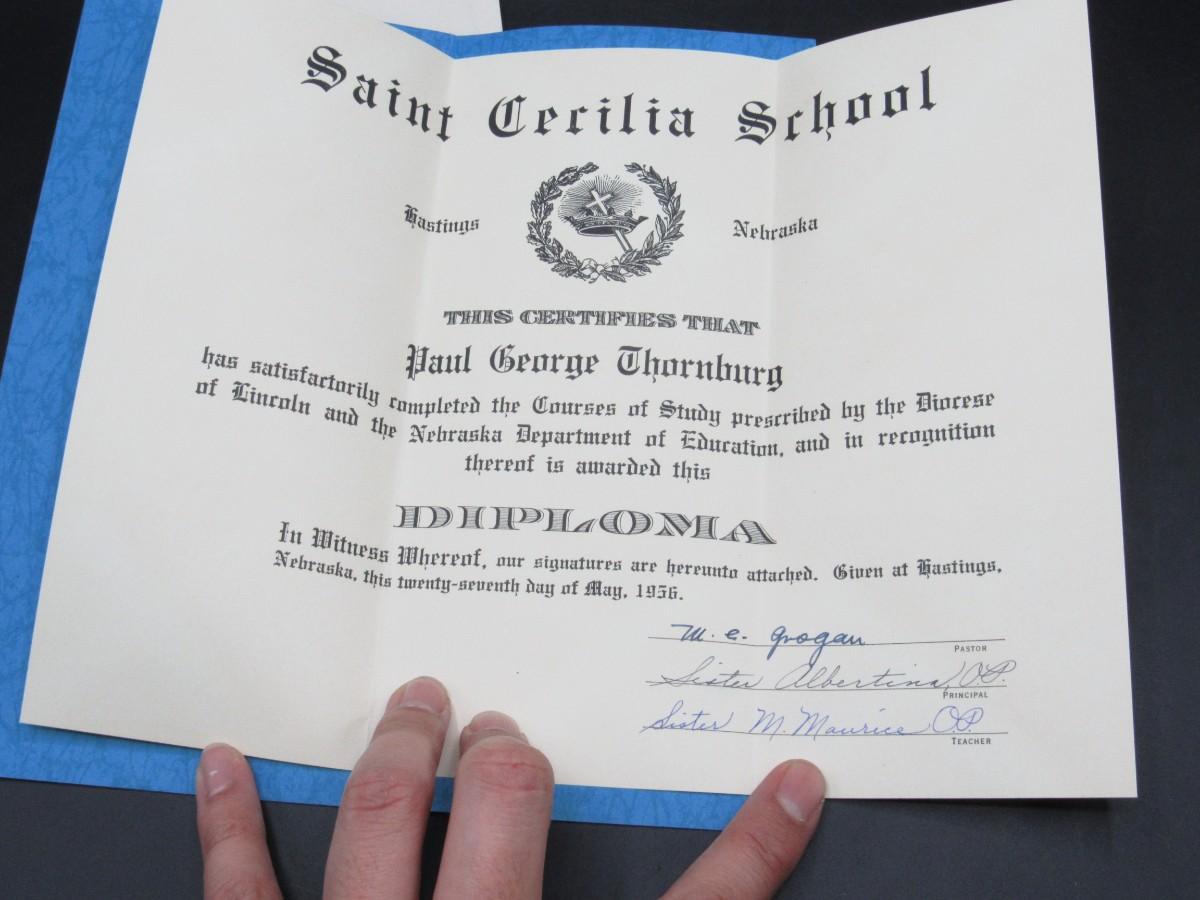 Saint Cecilia School
Hastings Nebraska
THIS CERTIFIES THAT
Paul George Thornburg
has satisfactorily completed the Courses of Study prescribed by the Diocese
of Lincoln and the Nebraska Department of Education, and in recognition
thereof is awarded this
DIPLOMA
In Witness Whereof, our signatures are hereunto attached. Given at Hastings,
Nebraska, this twenty-seventh day of May, 1956.
M. E. Grogan
PASTOR
Sister Albertina, O.P.
PRINCIPAL
Sister M. Maurice O.P.
TEACHER